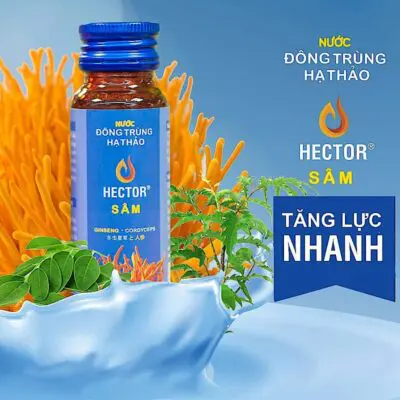 NƯỚC
ĐÔNG TRÙNG
HẠ THẢO
HECTOR®
SÂM
GINSENG - CORDYCEPS
NƯỚC
ĐÔNG TRÙNG
HẠ THẢO
HECTOR®
SÂM
TĂNG LỰC
NHANH